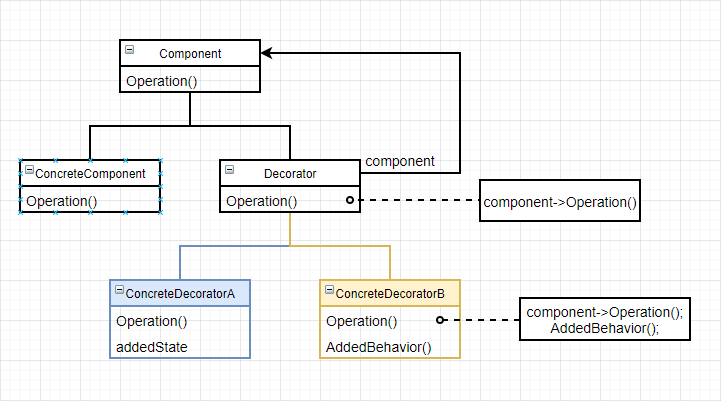 Component
Operation()
component
ConcreteComponent
Decorator
Operation()
Operation()
component->Operation()
ConcreteDecoratorA
ConcreteDecoratorB
Operation()
addedState
Operation()
AddedBehavior()
component->Operation();
AddedBehavior();